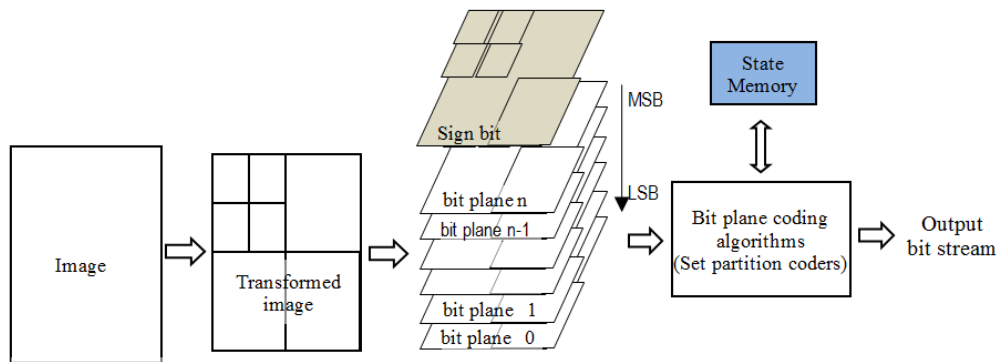 Image
Transformed
image
Sign bit
bit plane n
bit plane n-1
bit plane 1
bit plane 0
MSB
LSB
State
Memory
Bit plane coding
algorithms
(Set partition coders)
Output
bit stream